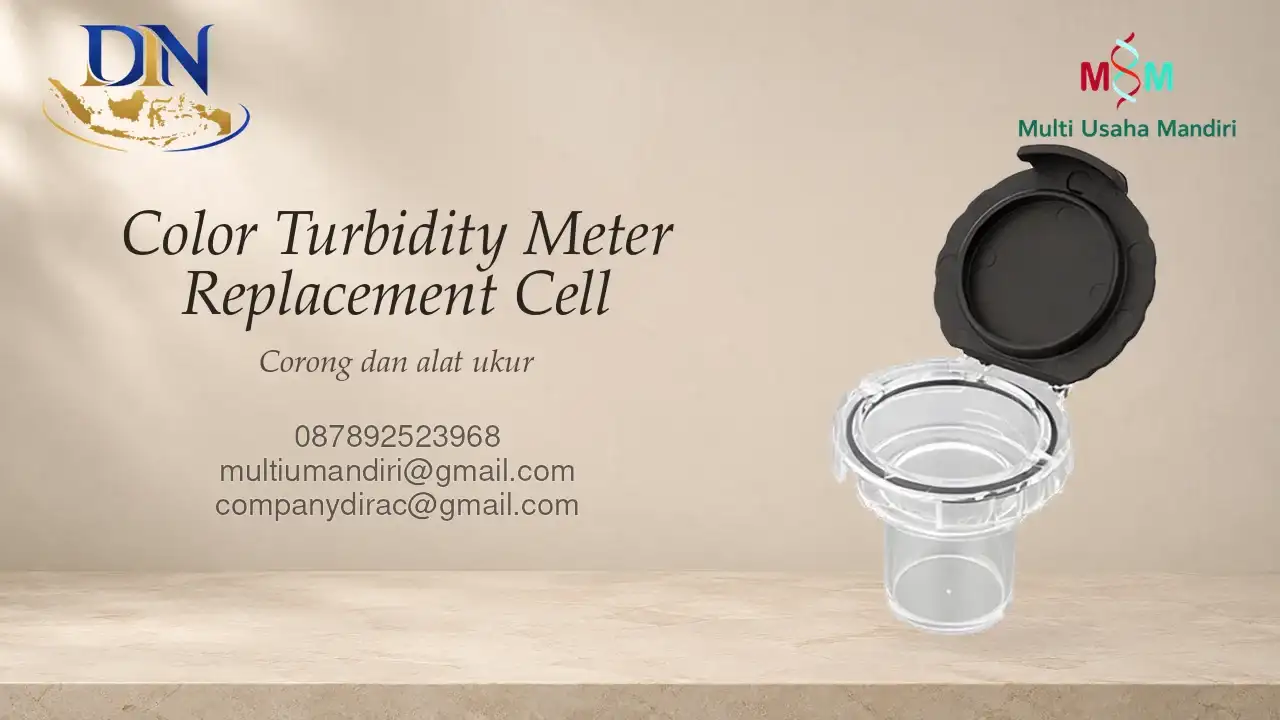 DIN
MSM
Multi Usaha Mandiri
Color Turbidity Meter
Replacement Cell
Corong dan alat ukur
087892523968
multiumandiri@gmail.com
companydirac@gmail.com